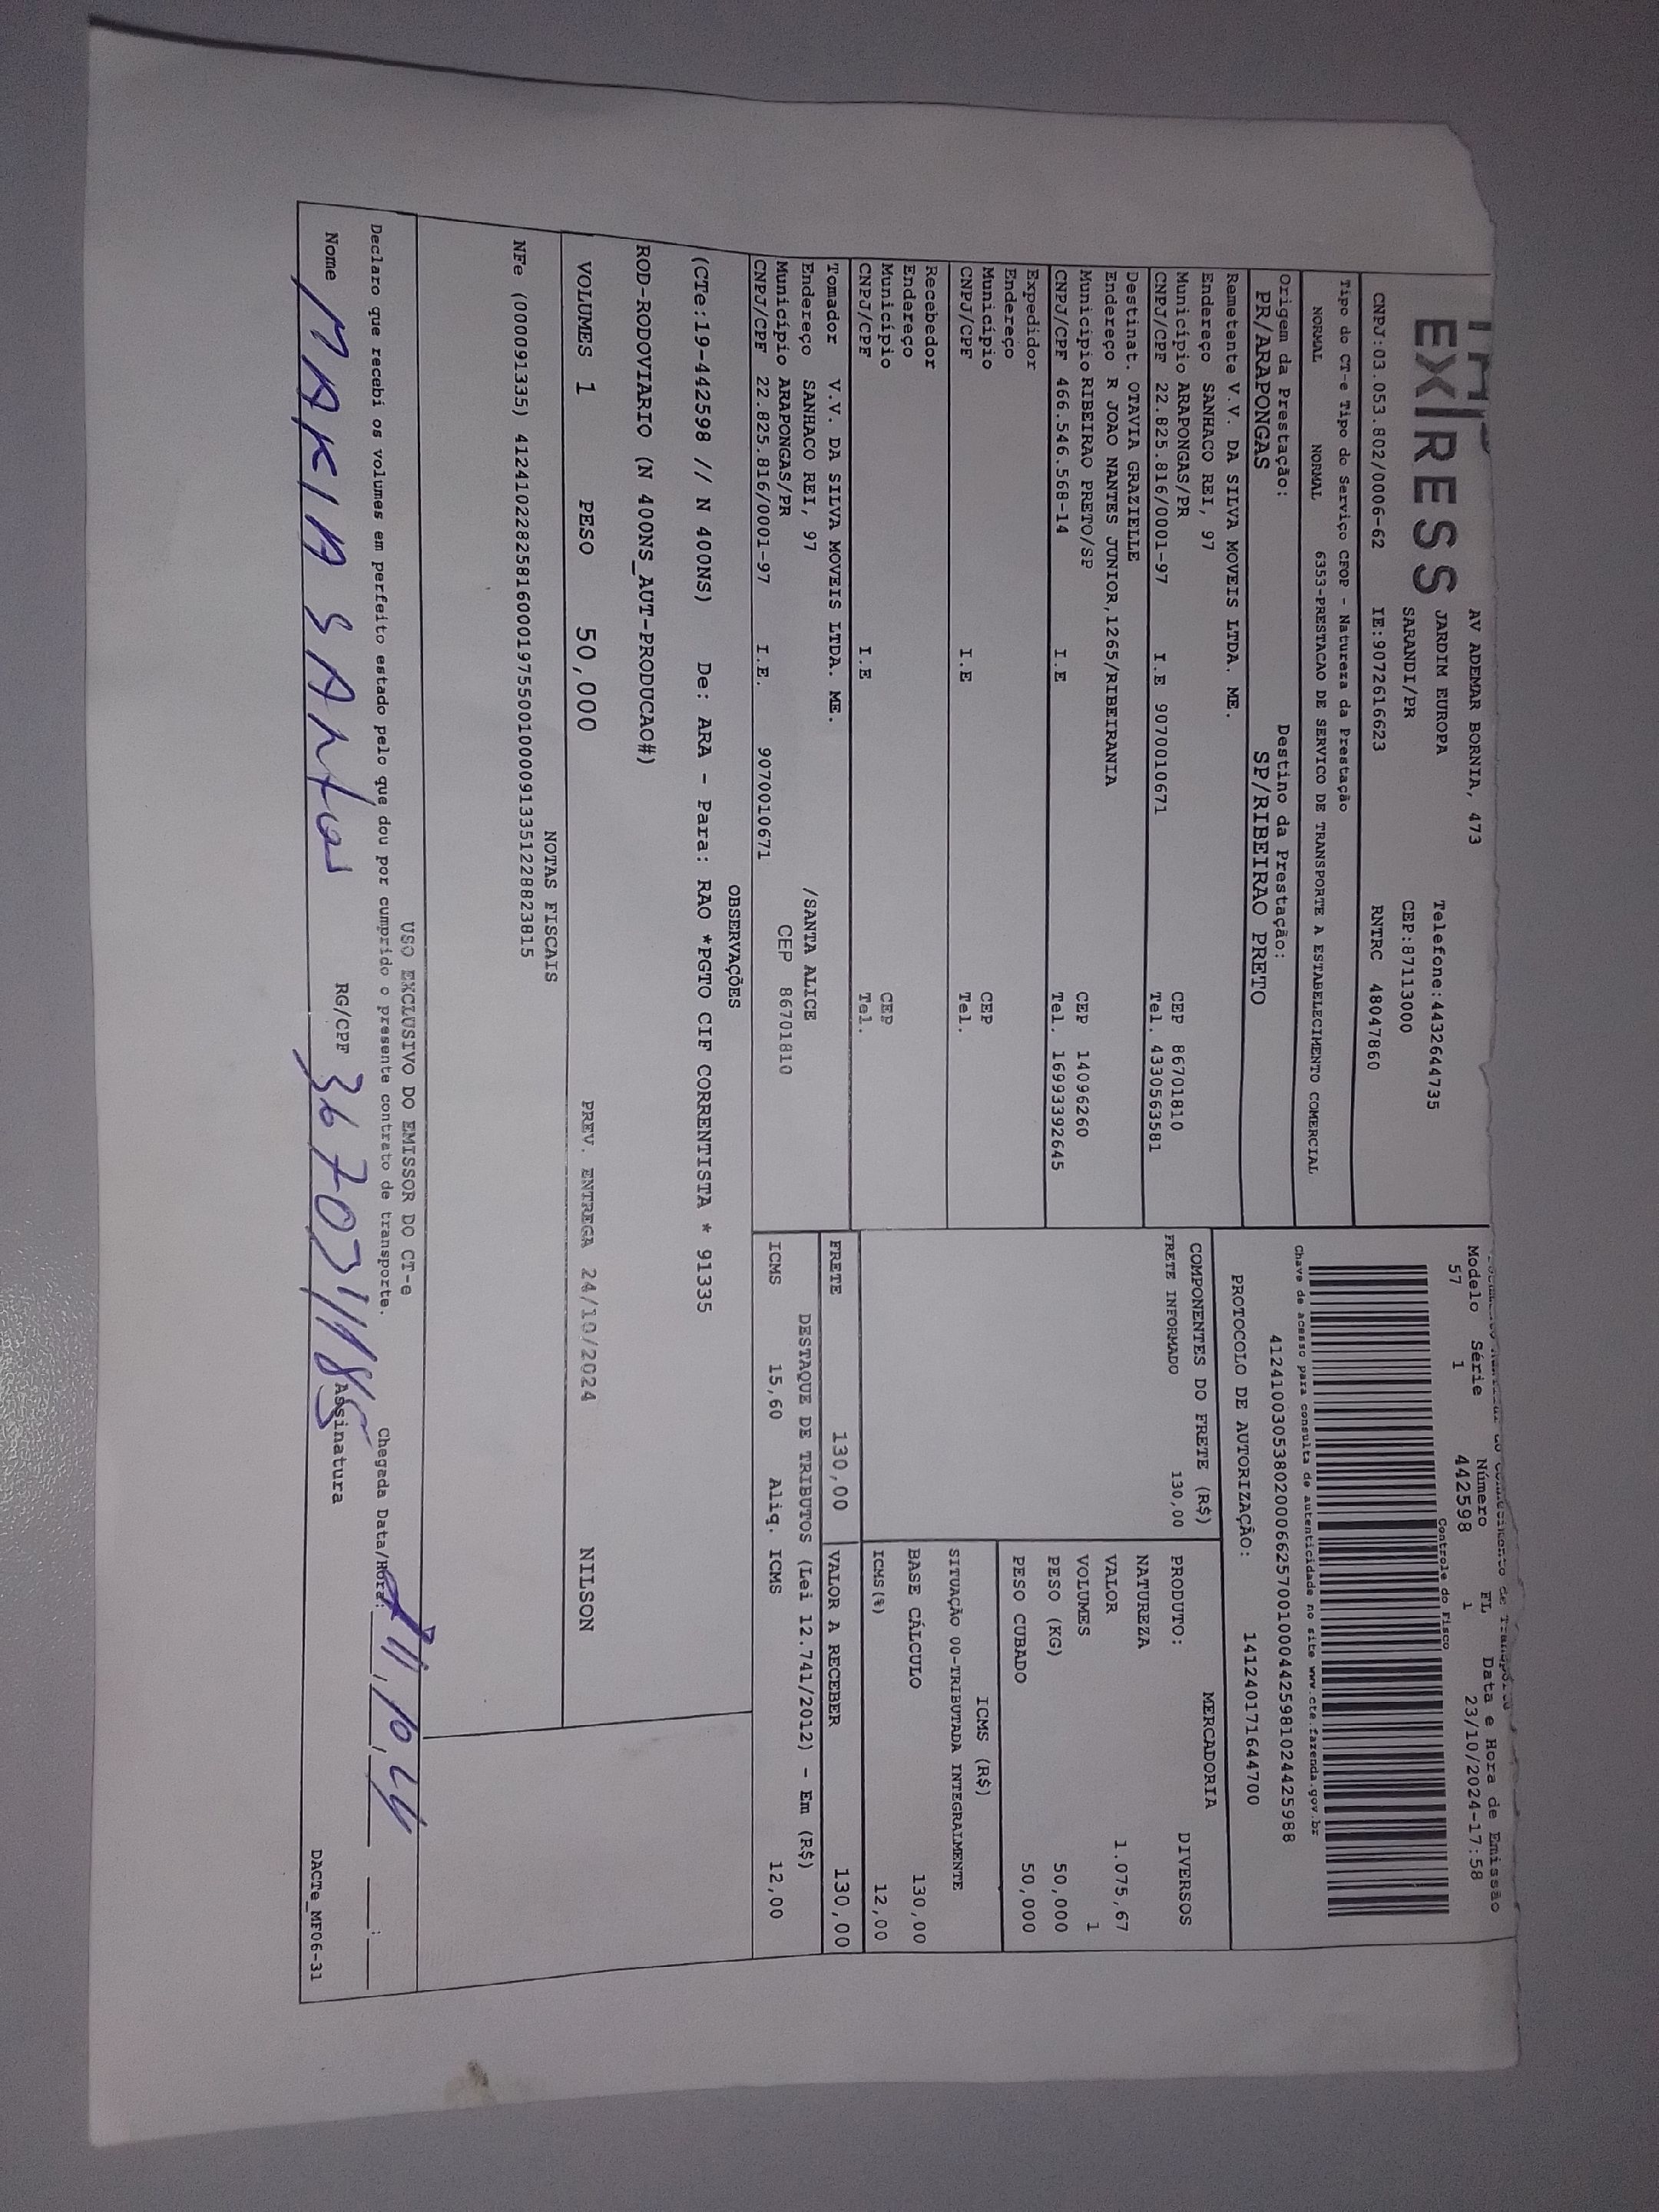 EXPRESS
AV ADEMAR BORNIA, 473
JARDIM EUROPA Telefone:4432644735
SARANDI/PR CEP:87113000
CNPJ:03.053.802/0006-62 IE:9072616623 RNTRC 48047860
Tipo do CT-e Tipo do Serviço CFOP - Natureza da Prestação
NORMAL NORMAL 6353-PRESTACAO DE SERVICO DE TRANSPORTE A ESTABELECIMENTO COMERCIAL
Origem da Prestação: Destino da Prestação:
PR/ARAPONGAS SP/RIBEIRAO PRETO
Remetente V.V. DA SILVA MOVEIS LTDA. ME.
Endereço SANHACO REI, 97
Município ARAPONGAS/PR CEP 86701810
CNPJ/CPF 22.825.816/0001-97 I.E 9070010671 Tel. 4330563581
Destinat. OTAVIA GRAZIELLE
Endereço R JOAO NANTES JUNIOR,1265/RIBEIRANIA
Município RIBEIRAO PRETO/SP CEP 14096260
CNPJ/CPF 466.546.568-14 I.E Tel. 16993392645
Expedidor
Endereço
Município CEP
CNPJ/CPF I.E Tel.
Recebedor
Endereço
Município CEP
CNPJ/CPF I.E Tel.
Tomador V.V. DA SILVA MOVEIS LTDA. ME.
Endereço SANHACO REI, 97 /SANTA ALICE
Município ARAPONGAS/PR CEP 86701810
CNPJ/CPF 22.825.816/0001-97 I.E. 9070010671
Modelo Série Número FL Data e Hora de Emissão
57 1 442598 1 23/10/2024-17:58
Controle do Fisco
Chave de acesso para consulta de autenticidade no site www.cte.fazenda.gov.br
41241003053802000662570010004425981024425988
PROTOCOLO DE AUTORIZAÇÃO: 141240171644700
COMPONENTES DO FRETE (R$)
FRETE INFORMADO 130,00
MERCADORIA
PRODUTO: DIVERSOS
NATUREZA
VALOR 1.075,67
VOLUMES 1
PESO (KG) 50,000
PESO CUBADO 50,000
ICMS (R$)
SITUAÇÃO 00-TRIBUTADA INTEGRALMENTE
BASE CÁLCULO 130,00
ICMS(%) 12,00
FRETE 130,00 VALOR A RECEBER 130,00
DESTAQUE DE TRIBUTOS (Lei 12.741/2012) - Em (R$)
ICMS 15,60 Aliq. ICMS 12,00
OBSERVAÇÕES
(CTe:19-442598 // N 400NS) De: ARA - Para: RAO *PGTO CIF CORRENTISTA * 91335
ROD-RODOVIARIO (N 400NS_AUT-PRODUCAO#)
VOLUMES 1 PESO 50,000 PREV. ENTREGA 24/10/2024 NILSON
NOTAS FISCAIS
NFe (000091335) 41241022825816000197550010000913351228823815
USO EXCLUSIVO DO EMISSOR DO CT-e
Declaro que recebi os volumes em perfeito estado pelo que dou por cumprido o presente contrato de transporte. Chegada Data/Hora:
Nome MARIA SANtos RG/CPF Assinatura
DACTe_MF06-31